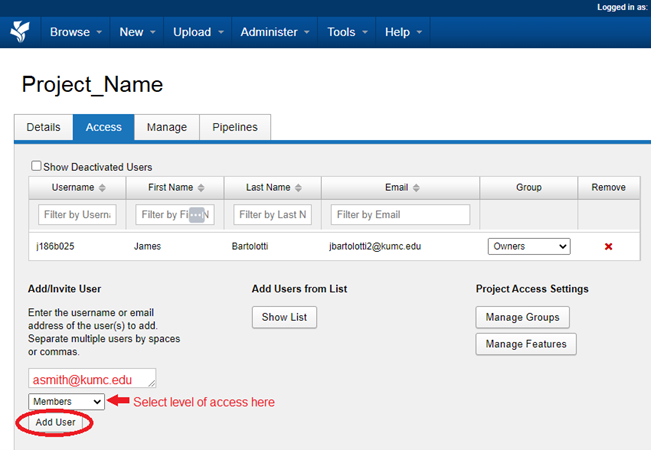 Logged in as:
Browse New Upload Administer Tools Help
Project_Name
Details Access Manage Pipelines
Show Deactivated Users
Username First Name Last Name Email Group Remove
Filter by Userna Filter by Fi N Filter by Last N Filter by Email
j186b025 James Bartolotti jbartolotti2@kumc.edu Owners
Add/Invite User Add Users from List Project Access Settings
Enter the username or email
address of the user(s) to add.
Separate multiple users by spaces
or commas.
Show List
Manage Groups
Manage Features
asmith@kumc.edu
Members Select level of access here
Add User